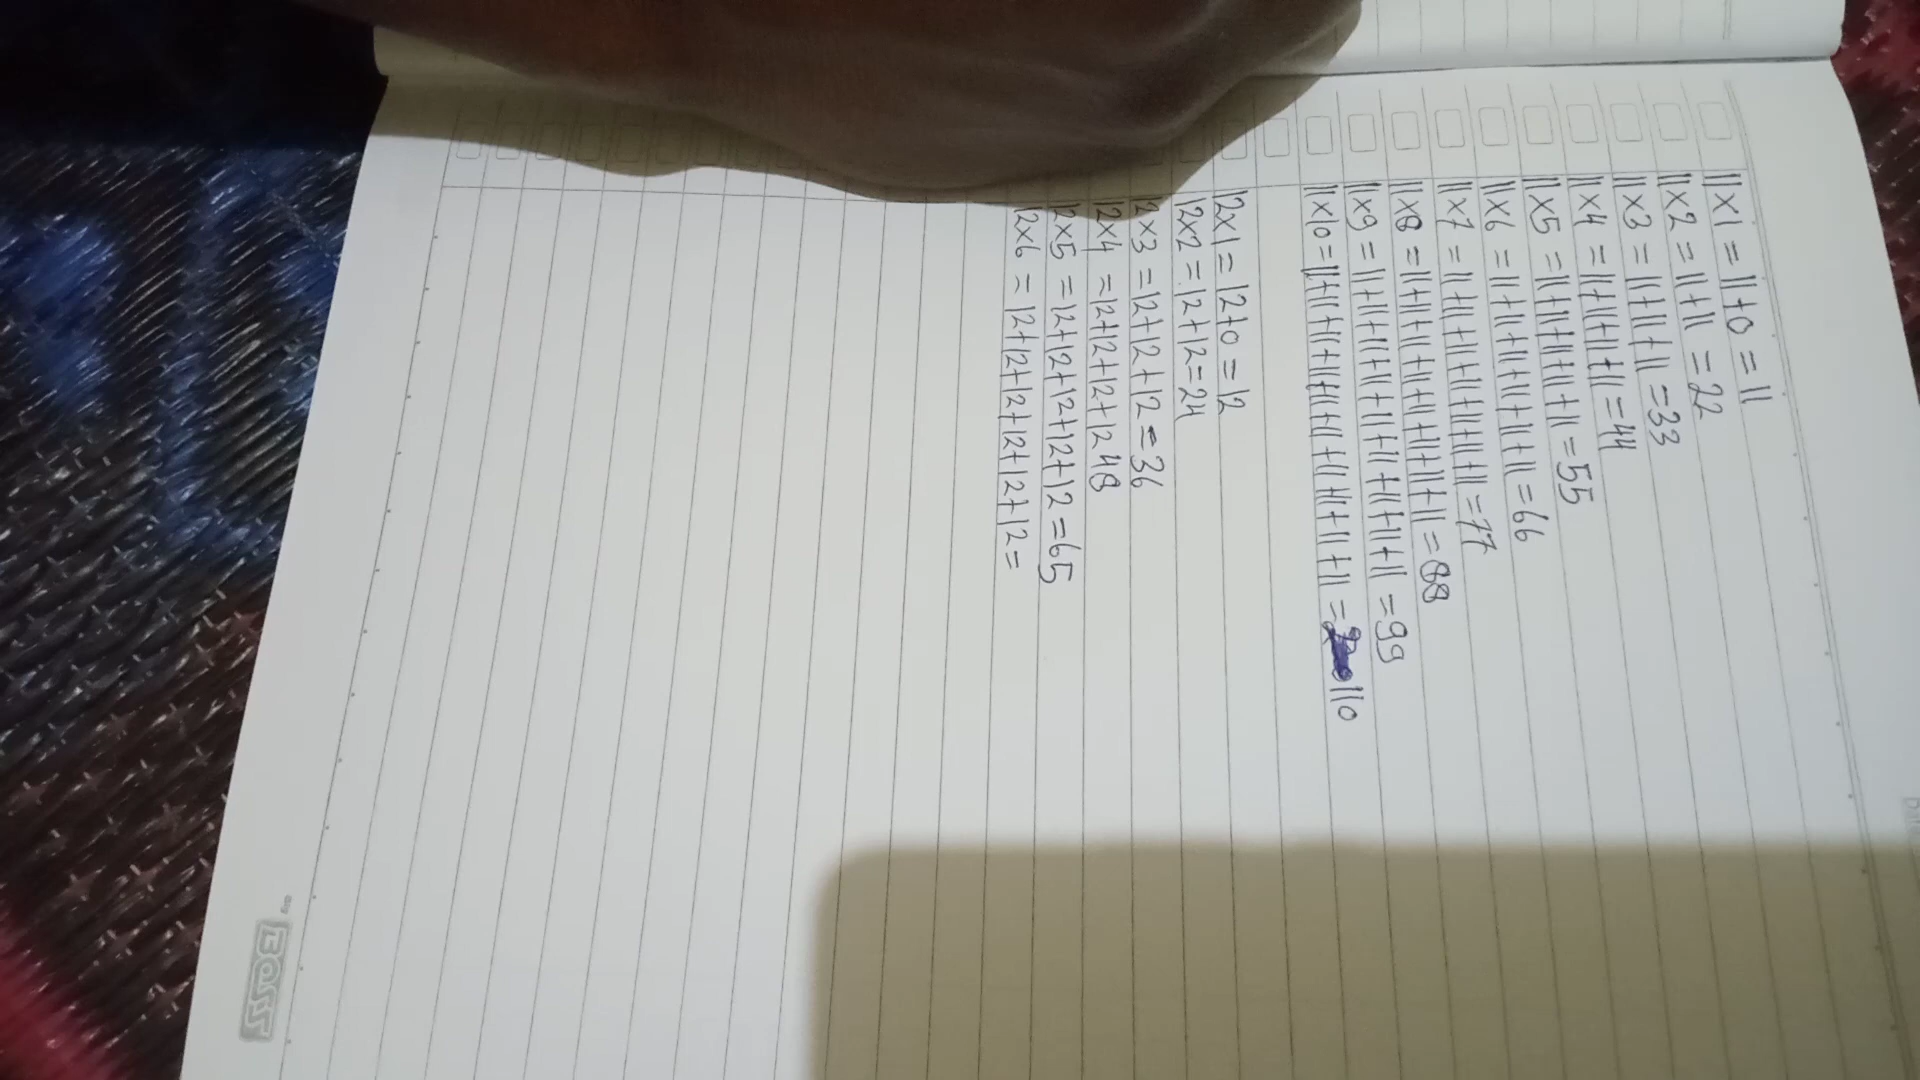 11x1 = 11+0 = 11
11x2 = 11+11 = 22
11x3 = 11+11+11 = 33
11x4 = 11+11+11+11 = 44
11x5 = 11+11+11+11+11 = 55
11x6 = 11+11+11+11+11+11 = 66
11x7 = 11+11+11+11+11+11+11 = 77
11x8 = 11+11+11+11+11+11+11+11 = 88
11x9 = 11+11+11+11+11+11+11+11+11 = 99
11x10 = 11+11+11+11+11+11+11+11+11+11 = 110
12x1 = 12+0 = 12
12x2 = 12+12 = 24
12x3 = 12+12+12 = 36
12x4 = 12+12+12+12 48
12x5 = 12+12+12+12+12 = 65
12x6 = 12+12+12+12+12+12 =
BOSS